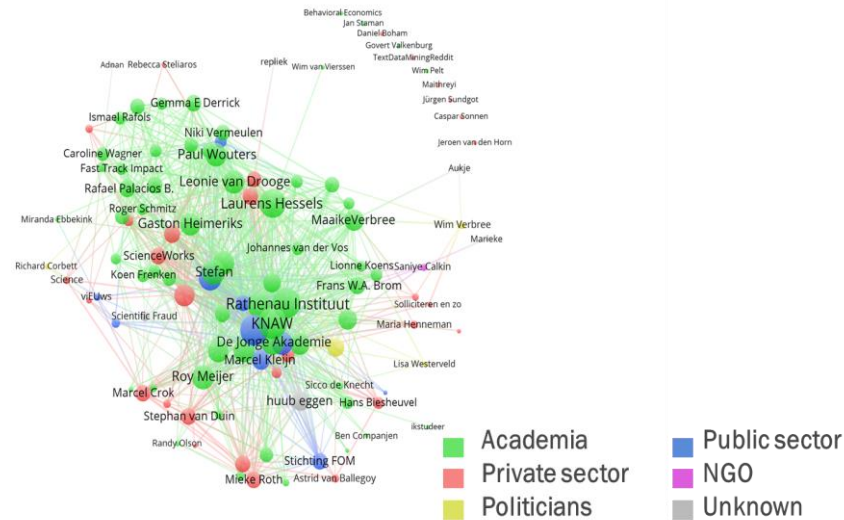 Behavioral Economics
Jan Staman
Daniel Boham
Govert Valkenburg
TextDataMiningReddit
Wim Pelt
Maithreyi
Jürgen Sundgot
Caspar Sonnen
Jeroen van den Horn
Adnan
Rebecca Steliaros
repliek
Wim van Vierssen
Gemma E Derrick
Ismael Rafols
Niki Vermeulen
Caroline Wagner
Paul Wouters
Fast Track Impact
Aukje
Leonie van Drooge
Rafael Palacios B.
Laurens Hessels
Roger Schmitz
Miranda Ebbekink
Gaston Heimeriks
MaaikeVerbree
Wim Verbree
Marieke
Johannes van der Vos
ScienceWorks
Richard Corbett
Koen Frenken
Stefan
Lionne Koens
Saniye Calkin
Science
Frans W.A. Brom
viEUws
Rathenau Instituut
Solliciteren en zo
Scientific Fraud
KNAW
Maria Henneman
De Jonge Akademie
Marcel Kleijn
Lisa Westerveld
Roy Meijer
Sicco de Knecht
Marcel Crok
huub eggen
Hans Biesheuvel
Stephan van Duin
ikstudeer
Randy Olson
Ben Companjen
Stichting FOM
Mieke Roth
Astrid van Ballegoy
Academia
Public sector
Private sector
NGO
Politicians
Unknown